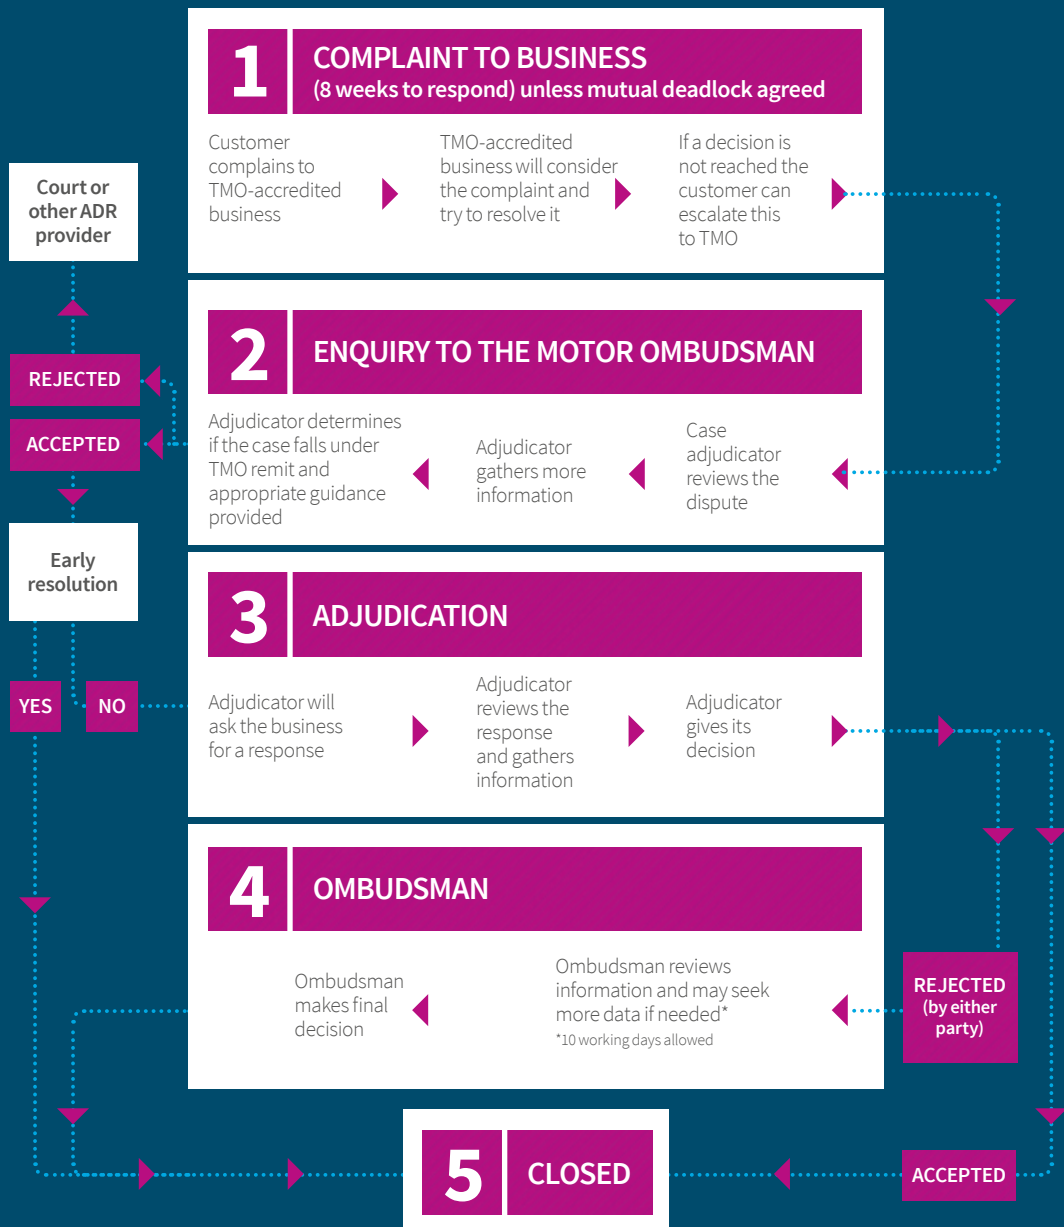 1
COMPLAINT TO BUSINESS
(8 weeks to respond) unless mutual deadlock agreed
Customer
complains to
TMO-accredited
business
TMO-accredited
business will consider
the complaint and
try to resolve it
If a decision is
not reached the
customer can
escalate this
to TMO
Court or
other ADR
provider
REJECTED
ACCEPTED
2
ENQUIRY TO THE MOTOR OMBUDSMAN
Adjudicator determines
if the case falls under
TMO remit and
appropriate guidance
provided
Adjudicator
gathers more
information
Case
adjudicator
reviews the
dispute
Early
resolution
YES
NO
3
ADJUDICATION
Adjudicator will
ask the business
for a response
Adjudicator
reviews the
response
and gathers
information
Adjudicator
gives its
decision
4
OMBUDSMAN
Ombudsman
makes final
decision
Ombudsman reviews
information and may seek
more data if needed*
*10 working days allowed
REJECTED
(by either
party)
5
CLOSED
ACCEPTED